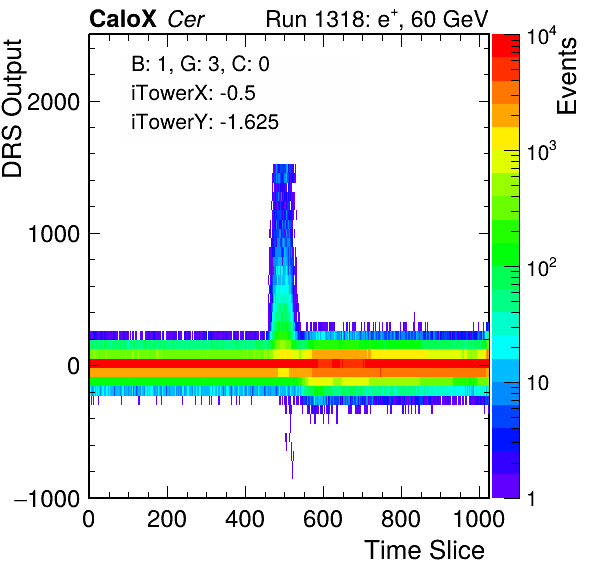 CaloX Cer Run 1318: e⁺, 60 GeV
B: 1, G: 3, C: 0
iTowerX: -0.5
iTowerY: -1.625
DRS Output
2000
1000
0
−1000
0 200 400 600 800 1000
Time Slice
Events
10⁴
10³
10²
10
1